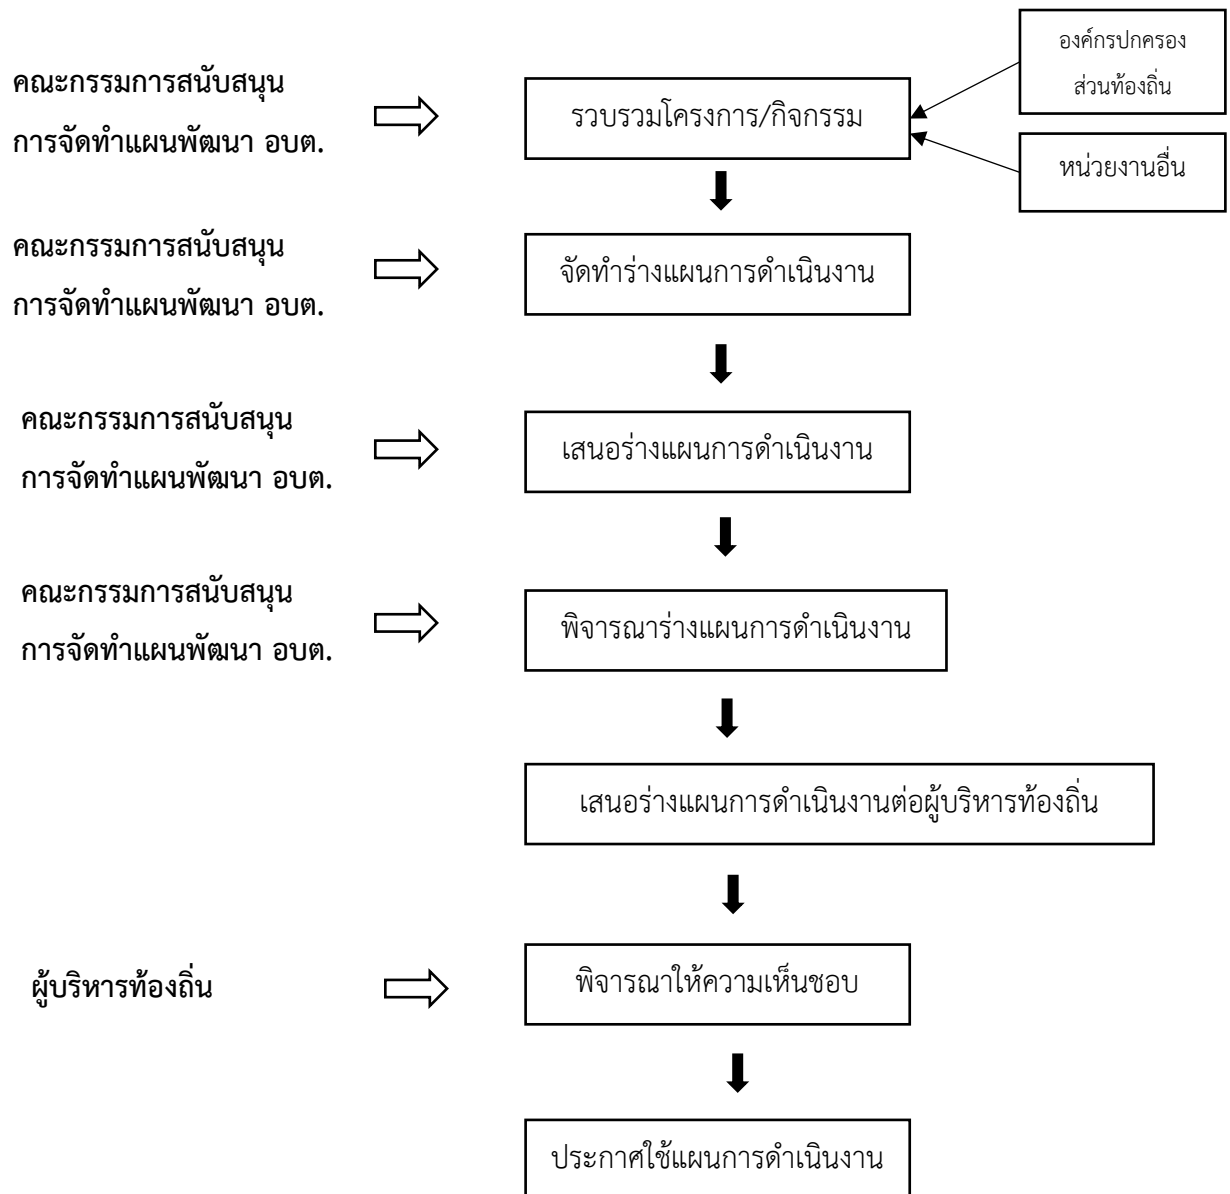 องค์กรปกครอง
ส่วนท้องถิ่น
คณะกรรมการสนับสนุน
การจัดทำแผนพัฒนา อบต.
รวบรวมโครงการ/กิจกรรม
หน่วยงานอื่น
คณะกรรมการสนับสนุน
การจัดทำแผนพัฒนา อบต.
จัดทำร่างแผนการดำเนินงาน
คณะกรรมการสนับสนุน
การจัดทำแผนพัฒนา อบต.
เสนอร่างแผนการดำเนินงาน
คณะกรรมการสนับสนุน
การจัดทำแผนพัฒนา อบต.
พิจารณาร่างแผนการดำเนินงาน
เสนอร่างแผนการดำเนินงานต่อผู้บริหารท้องถิ่น
ผู้บริหารท้องถิ่น
พิจารณาให้ความเห็นชอบ
ประกาศใช้แผนการดำเนินงาน